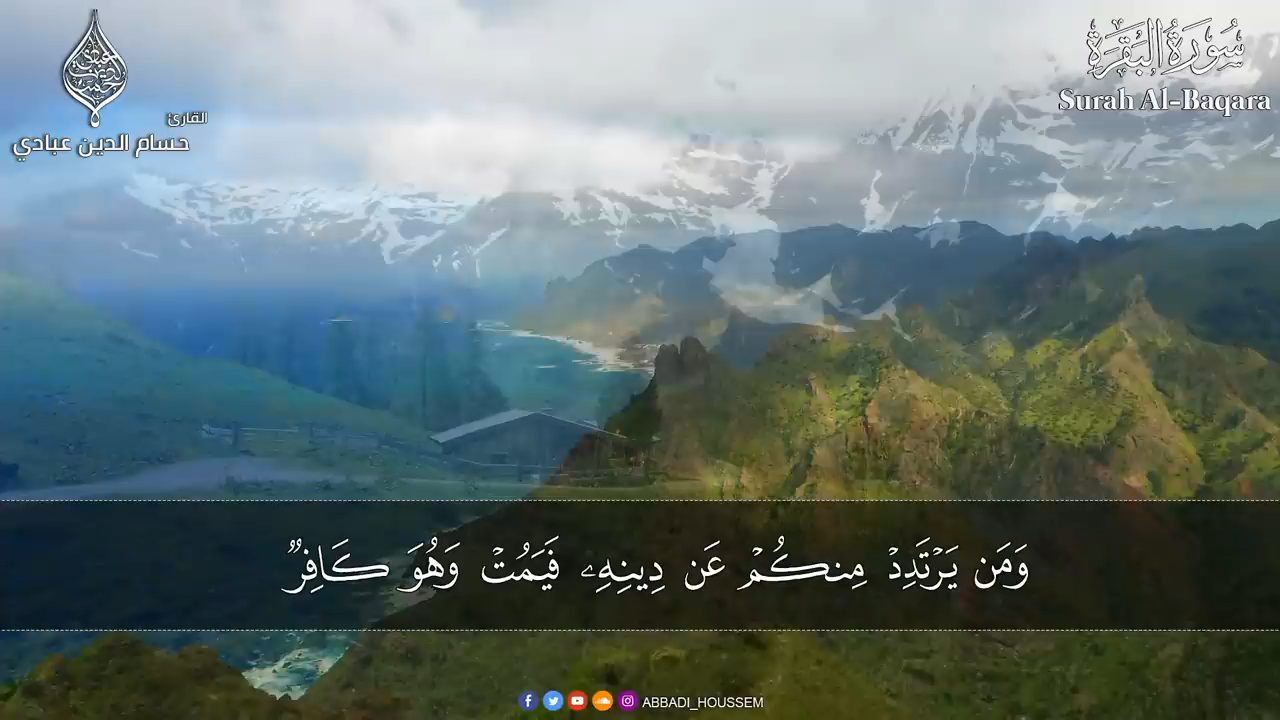 سُورَةُ البَقَرَةِ
Surah Al-Baqara
القارئ
حسام الدين عبادي
وَمَن يَرْتَدِدْ مِنكُمْ عَن دِينِهِۦ فَيَمُتْ وَهُوَ كَافِرٌ
ABBADI_HOUSSEM